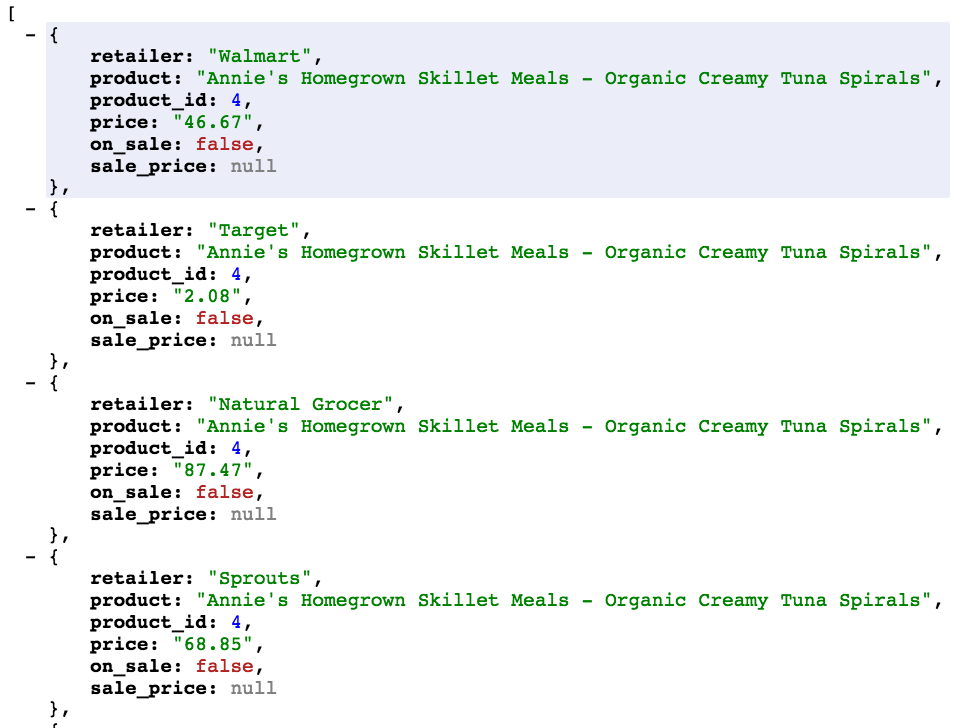 [
- {
retailer: "Walmart",
product: "Annie's Homegrown Skillet Meals - Organic Creamy Tuna Spirals",
product_id: 4,
price: "46.67",
on_sale: false,
sale_price: null
},
- {
retailer: "Target",
product: "Annie's Homegrown Skillet Meals - Organic Creamy Tuna Spirals",
product_id: 4,
price: "2.08",
on_sale: false,
sale_price: null
},
- {
retailer: "Natural Grocer",
product: "Annie's Homegrown Skillet Meals - Organic Creamy Tuna Spirals",
product_id: 4,
price: "87.47",
on_sale: false,
sale_price: null
},
- {
retailer: "Sprouts",
product: "Annie's Homegrown Skillet Meals - Organic Creamy Tuna Spirals",
product_id: 4,
price: "68.85",
on_sale: false,
sale_price: null
},